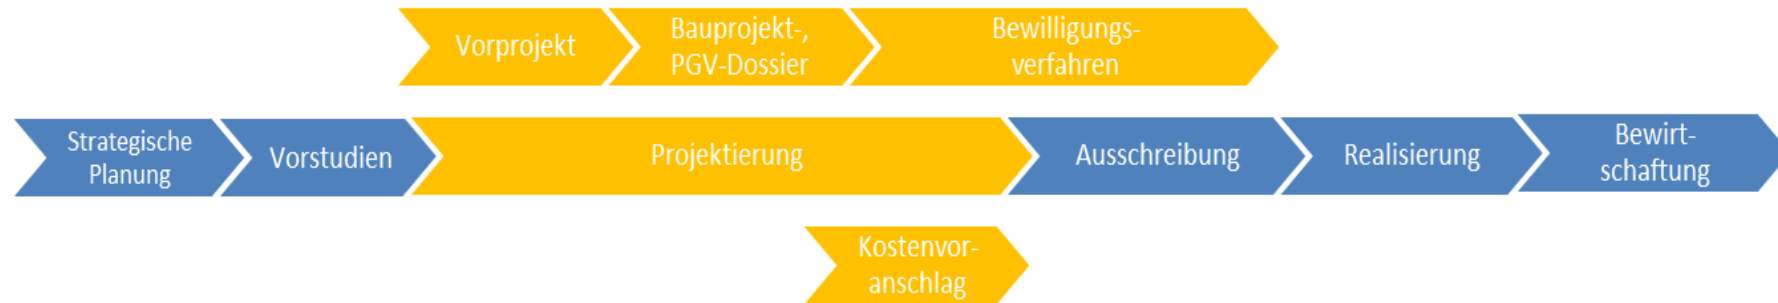 Vorprojekt
Bauprojekt-,
PGV-Dossier
Bewilligungs-
verfahren
Strategische
Planung
Vorstudien
Projektierung
Ausschreibung
Realisierung
Bewirt-
schaftung
Kostenvor-
anschlag